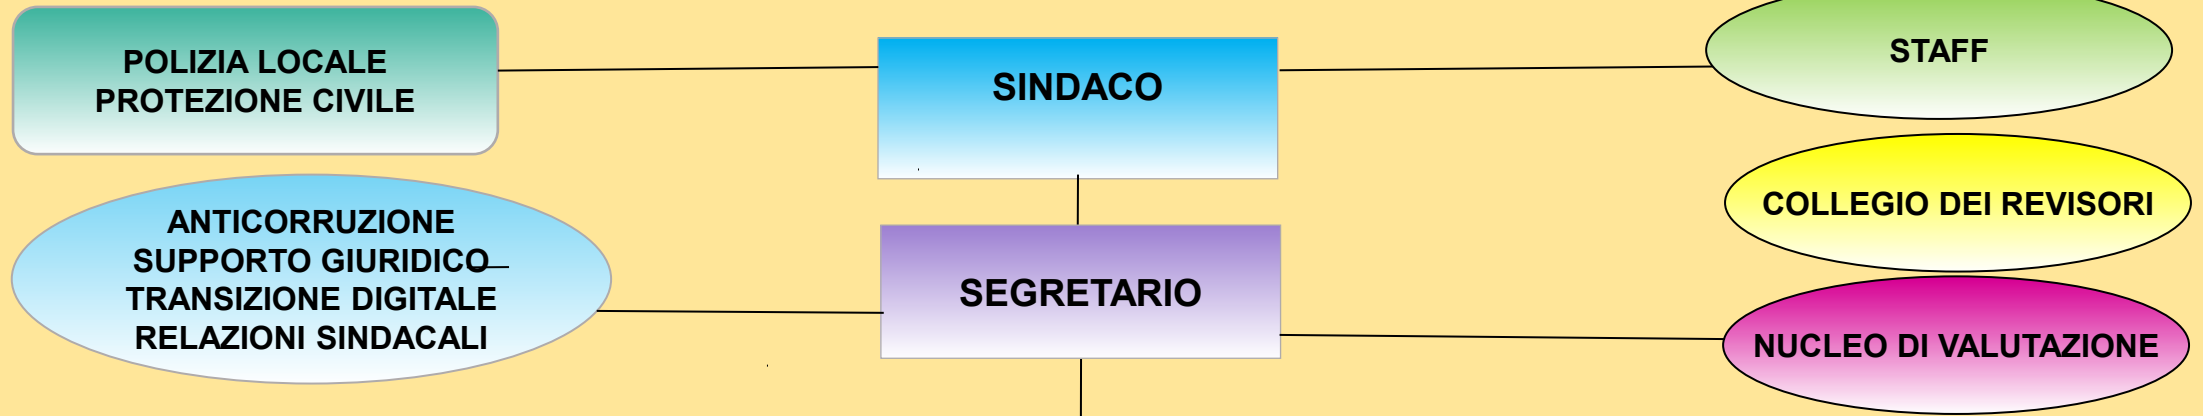 POLIZIA LOCALE
PROTEZIONE CIVILE
SINDACO
STAFF
ANTICORRUZIONE
SUPPORTO GIURIDICO
TRANSIZIONE DIGITALE
RELAZIONI SINDACALI
SEGRETARIO
COLLEGIO DEI REVISORI
NUCLEO DI VALUTAZIONE